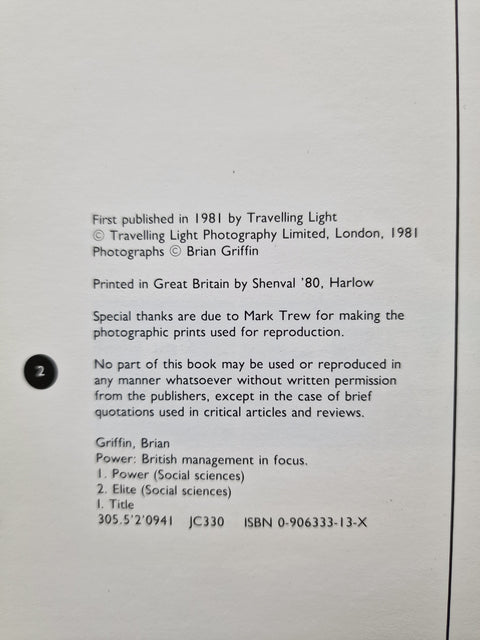 First published in 1981 by Travelling Light
© Travelling Light Photography Limited, London, 1981
Photographs © Brian Griffin
Printed in Great Britain by Shenval '80, Harlow
Special thanks are due to Mark Trew for making the
photographic prints used for reproduction.
2
No part of this book may be used or reproduced in
any manner whatsoever without written permission
from the publishers, except in the case of brief
quotations used in critical articles and reviews.
Griffin, Brian
Power: British management in focus.
1. Power (Social sciences)
2. Elite (Social sciences)
I. Title
305.5'2'0941 JC330 ISBN 0-906333-13-X